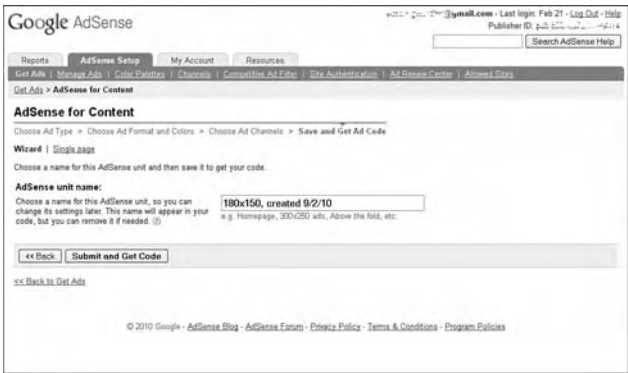 Google AdSense
@gmail.com - Last login: Feb 21 - Log Out - Help
Publisher ID:
Search AdSense Help
Reports AdSense Setup My Account Resources
Get Ads | Manage Ads | Color Palettes | Channels | Competitive Ad Filter | Site Authentication | Ad Review Center | Allowed Sites
Get Ads > AdSense for Content
AdSense for Content
Choose Ad Type > Choose Ad Format and Colors > Choose Ad Channels > Save and Get Ad Code
Wizard | Single page
Choose a name for this AdSense unit and then save it to get your code.
AdSense unit name:
Choose a name for this AdSense unit, so you can
change its settings later. This name will appear in your
code, but you can remove it if needed. (?)
180x150, created 9/2/10
e.g. Homepage, 300x250 ads, Above the fold, etc.
<< Back Submit and Get Code
<< Back to Get Ads
© 2010 Google - AdSense Blog - AdSense Forum - Privacy Policy - Terms & Conditions - Program Policies